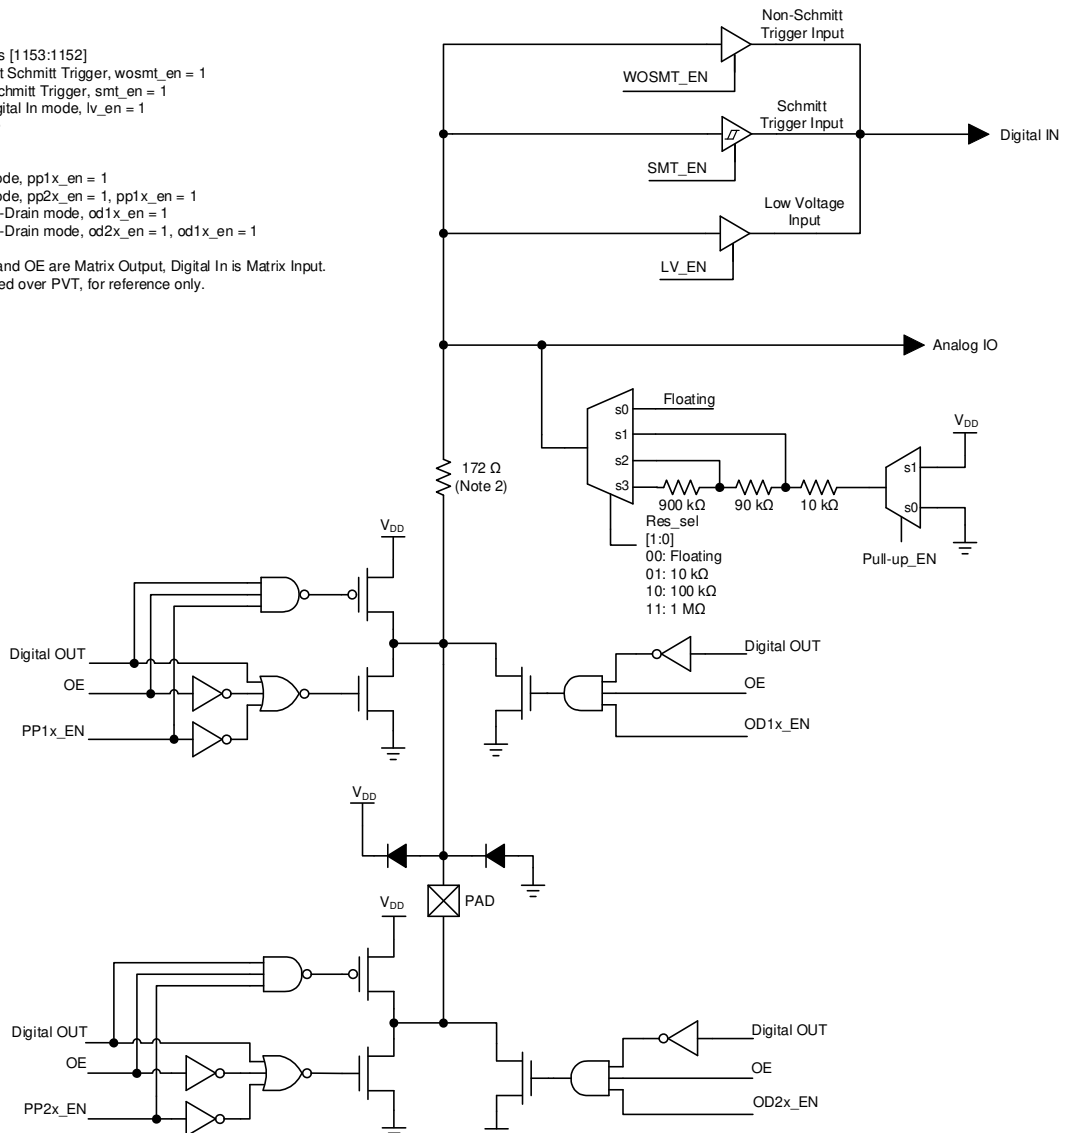 s [1153:1152]
t Schmitt Trigger, wosmt_en = 1
chmitt Trigger, smt_en = 1
gital In mode, lv_en = 1
ode, pp1x_en = 1
ode, pp2x_en = 1, pp1x_en = 1
-Drain mode, od1x_en = 1
-Drain mode, od2x_en = 1, od1x_en = 1
and OE are Matrix Output, Digital In is Matrix Input.
ed over PVT, for reference only.
Non-Schmitt
Trigger Input
WOSMT_EN
Schmitt
Trigger Input
Digital IN
SMT_EN
Low Voltage
Input
LV_EN
Analog IO
Floating
s0
s1
s2
s3
VDD
s1
s0
172 Ω
(Note 2)
900 kΩ
90 kΩ
10 kΩ
Res_sel
[1:0]
00: Floating
01: 10 kΩ
10: 100 kΩ
11: 1 MΩ
Pull-up_EN
VDD
Digital OUT
OE
PP1x_EN
Digital OUT
OE
OD1x_EN
VDD
PAD
VDD
Digital OUT
OE
PP2x_EN
Digital OUT
OE
OD2x_EN